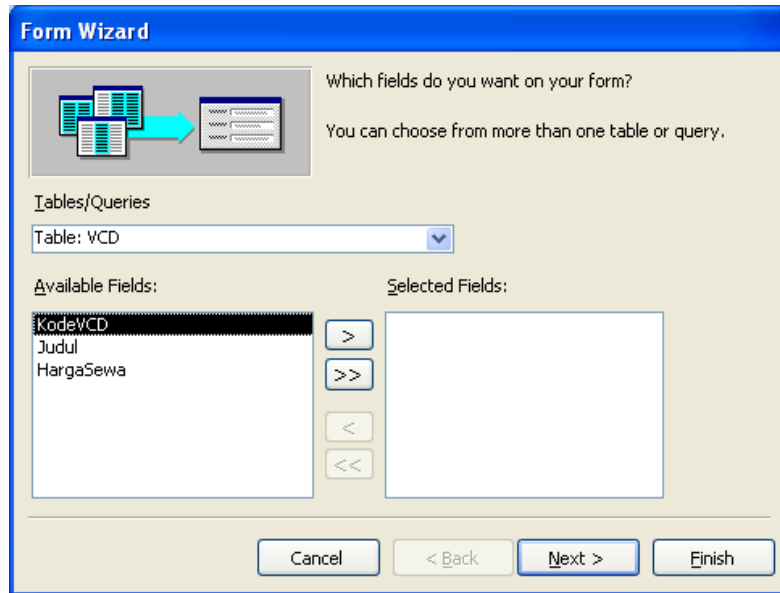 Form Wizard
Which fields do you want on your form?
You can choose from more than one table or query.
Tables/Queries
Table: VCD
Available Fields:
Selected Fields:
KodeVCD
Judul
HargaSewa
>
>>
<
<<
Cancel
< Back
Next >
Finish